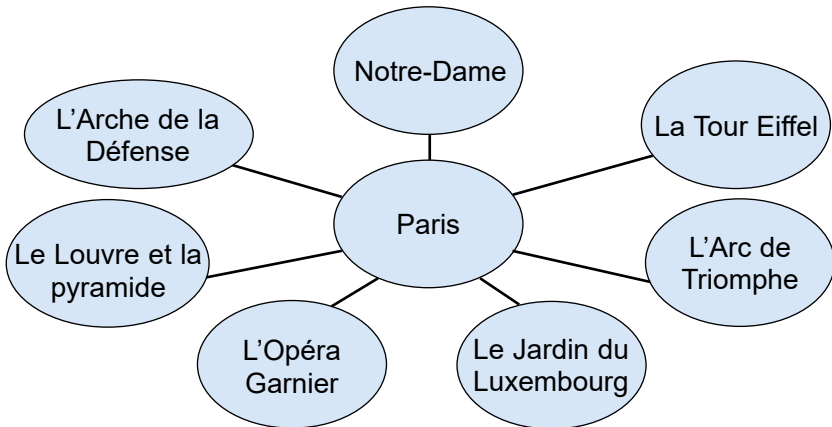 Notre-Dame
L’Arche de la
Défense
La Tour Eiffel
Paris
Le Louvre et la
pyramide
L’Arc de
Triomphe
L’Opéra
Garnier
Le Jardin du
Luxembourg